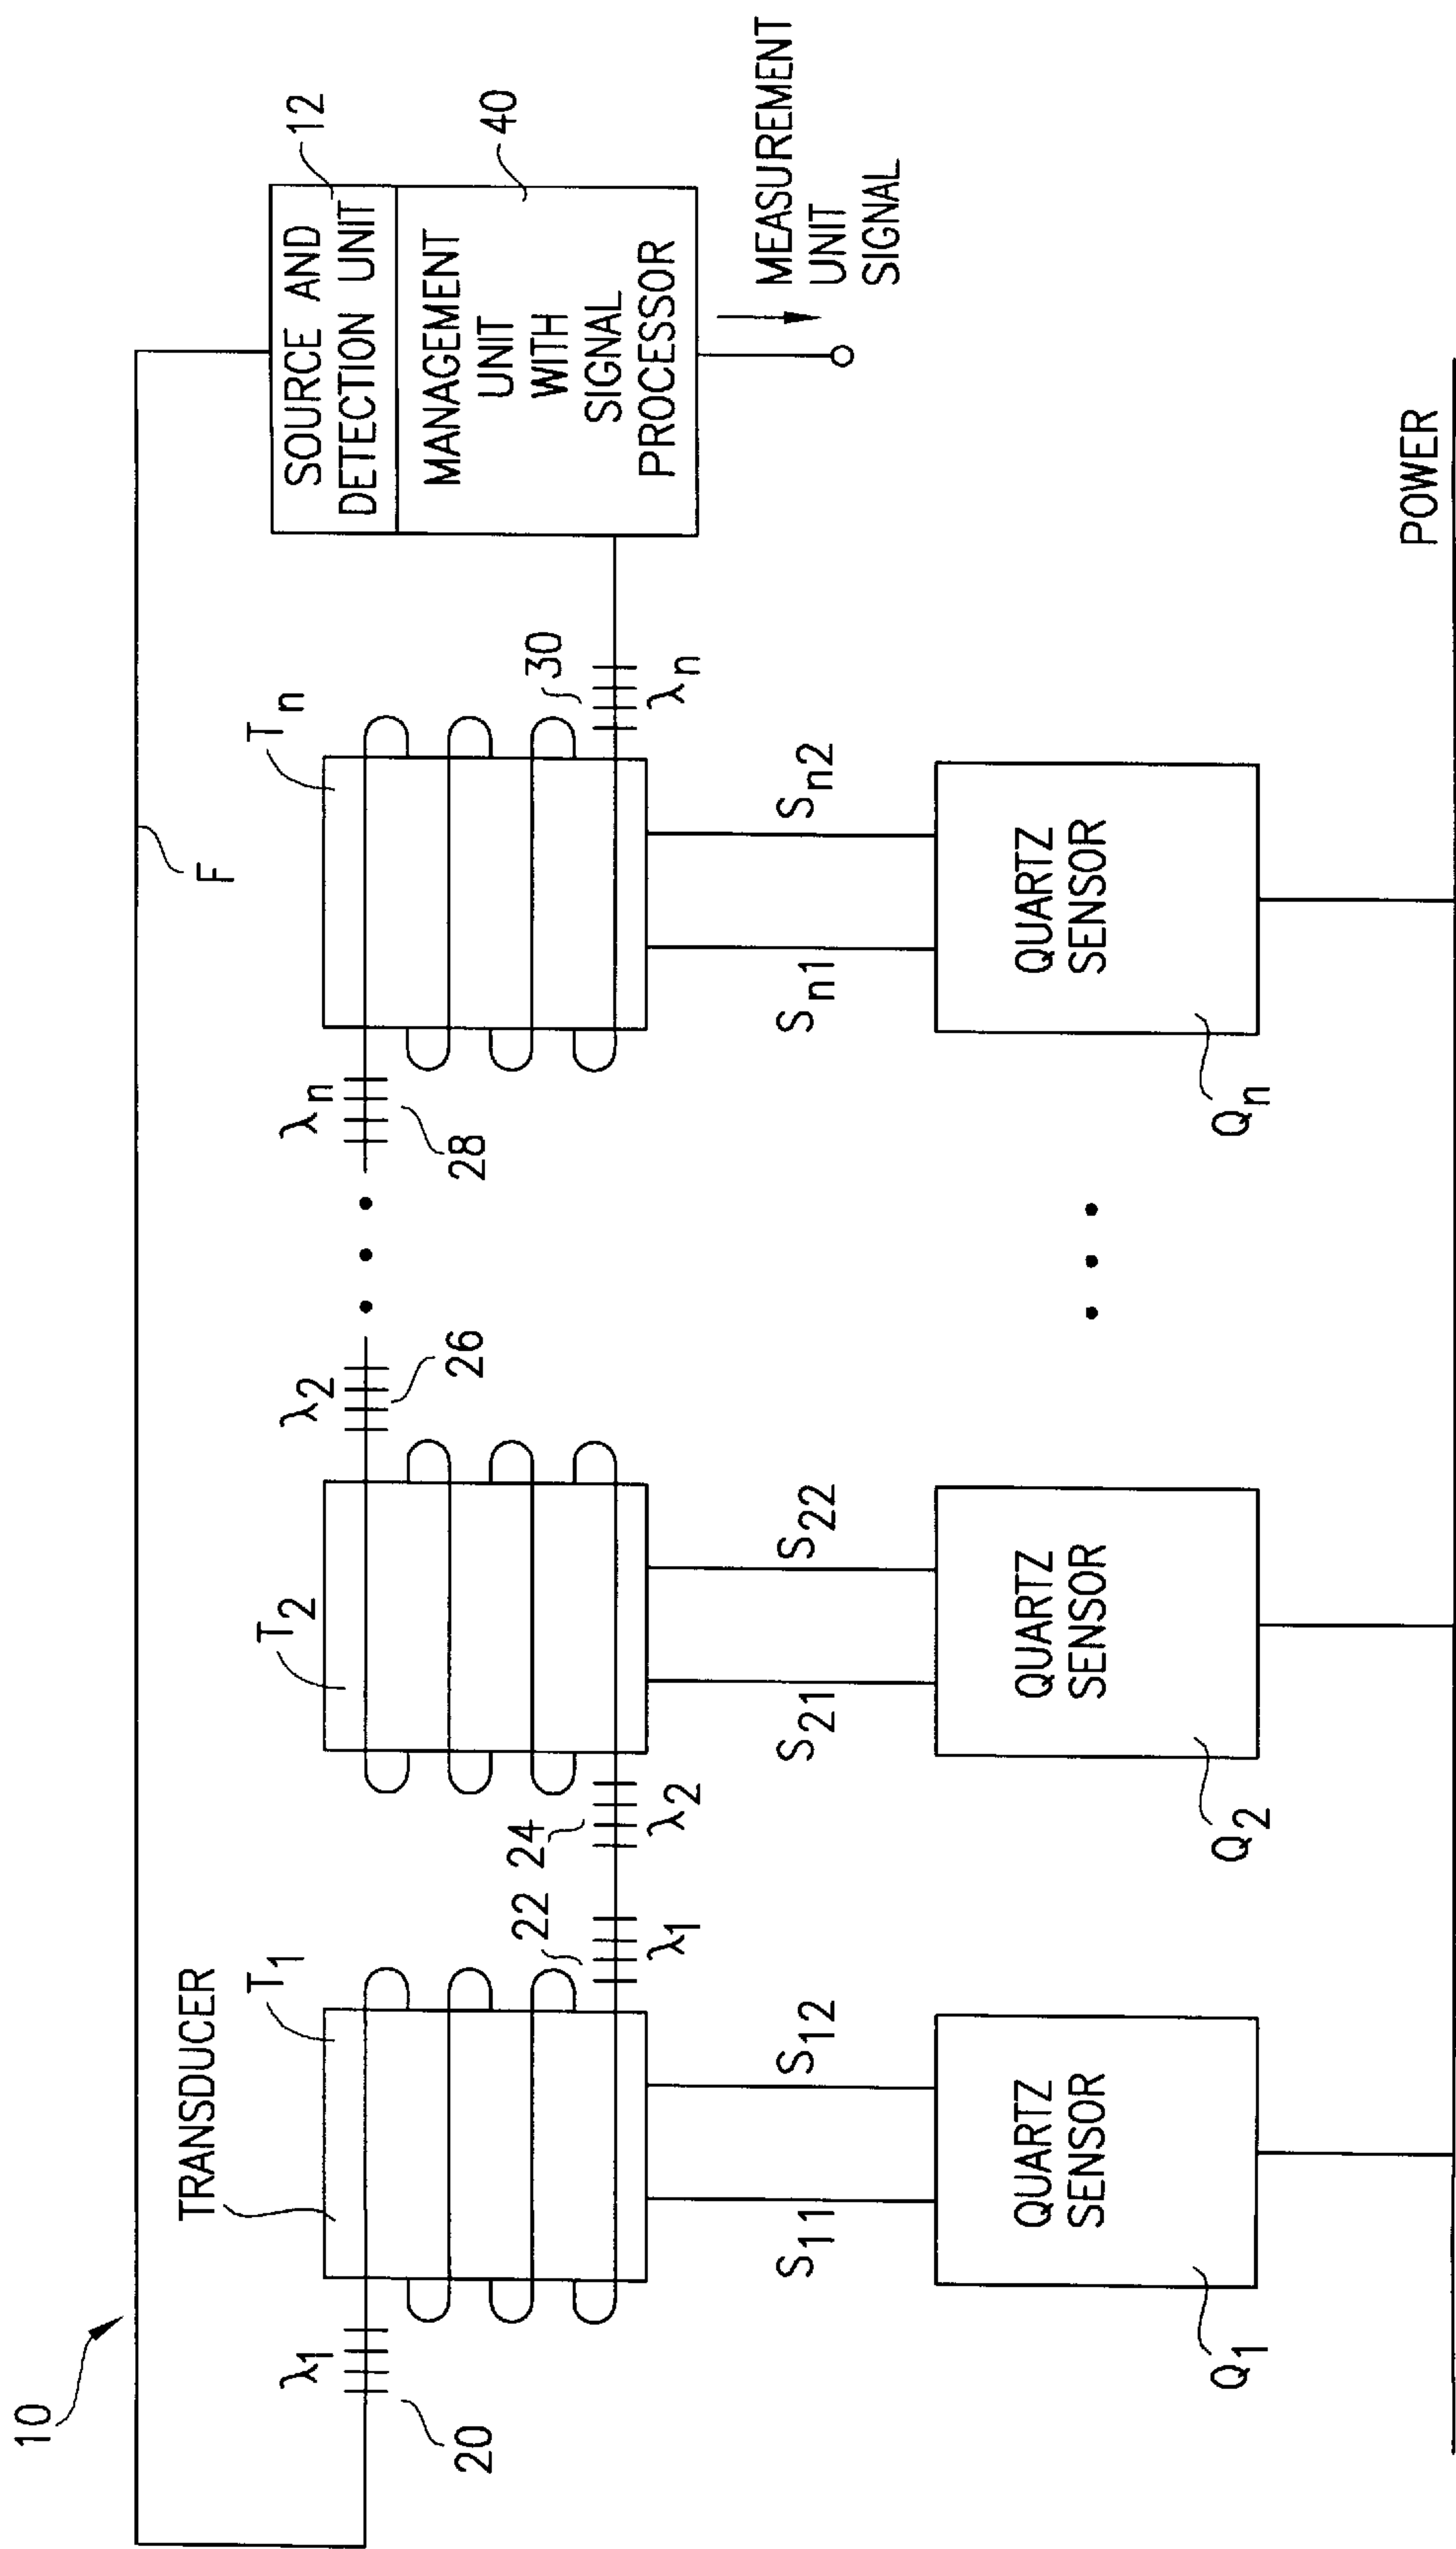 10
F
SOURCE AND
DETECTION UNIT
12
MANAGEMENT
UNIT
WITH
SIGNAL
PROCESSOR
40
MEASUREMENT
UNIT
SIGNAL
TRANSDUCER
T1
T2
Tn
λ1
20
22
λ1
24
λ2
λ2
26
λn
28
30
λn
S11
S12
S21
S22
Sn1
Sn2
QUARTZ
SENSOR
QUARTZ
SENSOR
QUARTZ
SENSOR
Q1
Q2
Qn
POWER